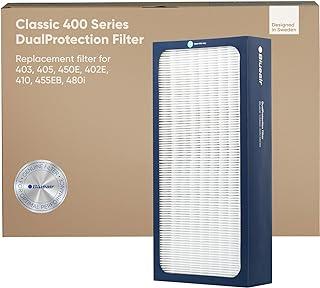 Classic 400 Series
DualProtection Filter
Replacement filter for
403, 405, 450E, 402E,
410, 455EB, 480i
Designed
in Sweden
Blueair
Blueair